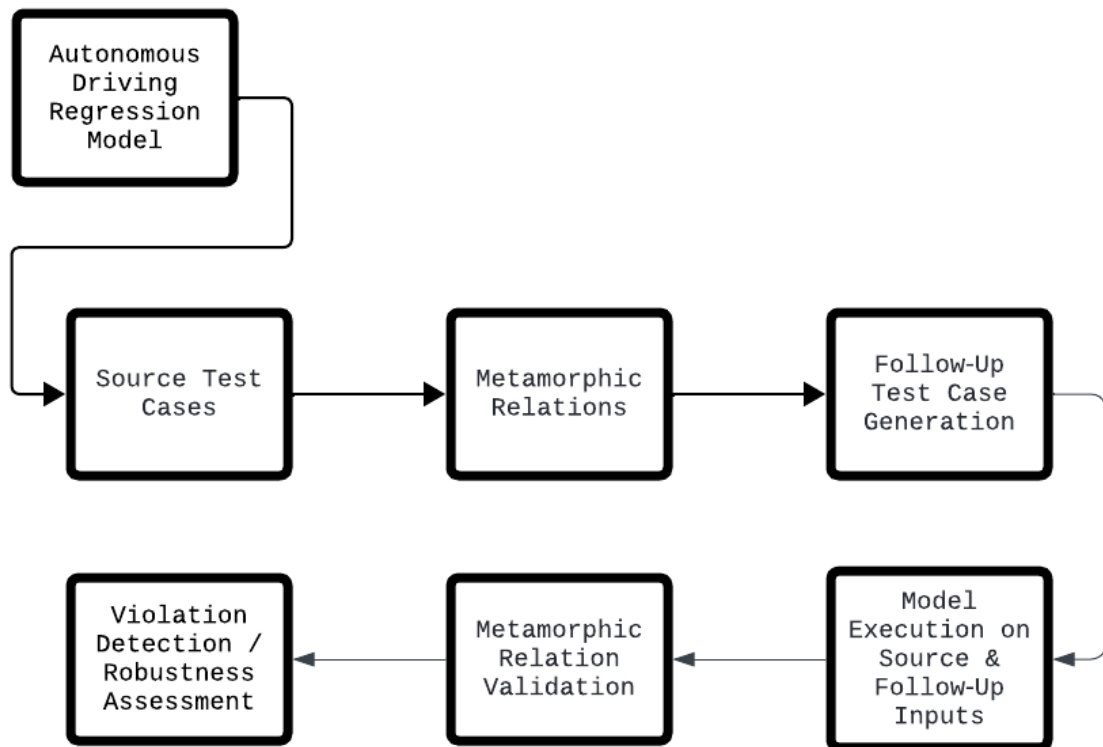 Autonomous
Driving
Regression
Model
Source Test
Cases
Metamorphic
Relations
Follow-Up
Test Case
Generation
Model
Execution on
Source &
Follow-Up
Inputs
Metamorphic
Relation
Validation
Violation
Detection /
Robustness
Assessment